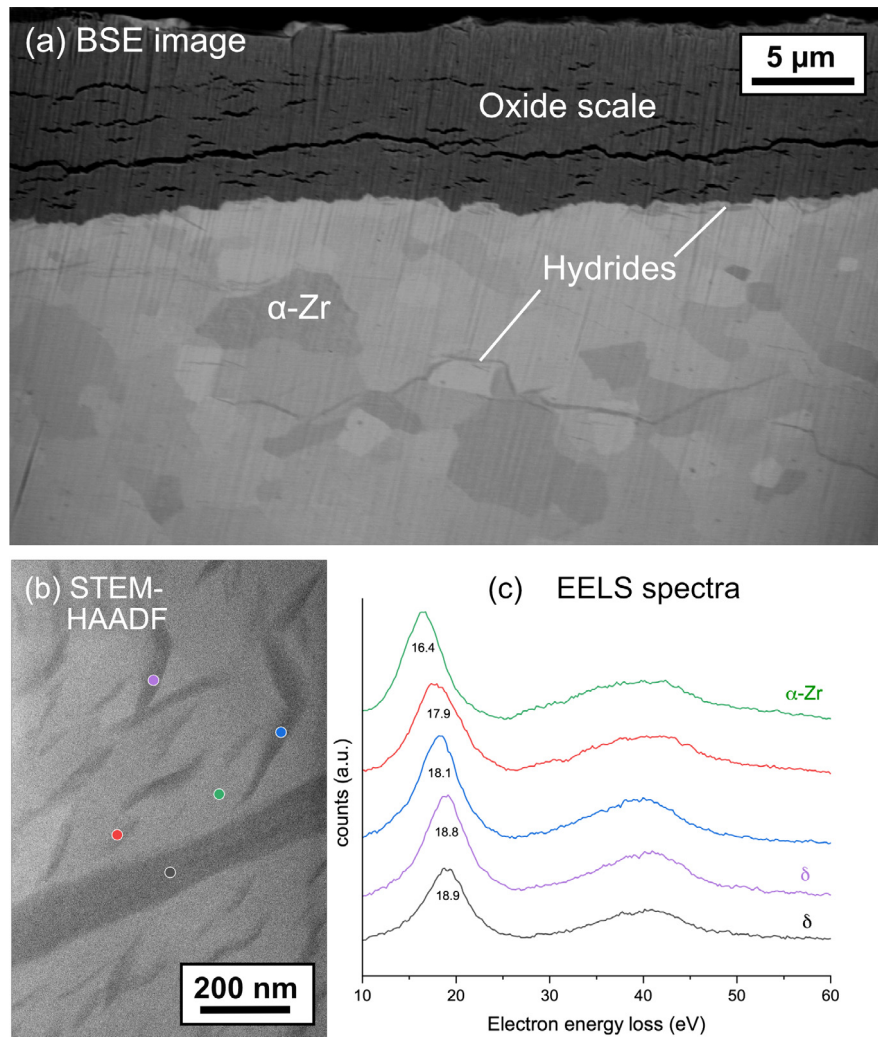 (a) BSE image
5 µm
Oxide scale
Hydrides
α-Zr
(b) STEM-
HAADF
200 nm
(c) EELS spectra
16.4
α-Zr
17.9
18.1
18.8
δ
18.9
δ
counts (a.u.)
10 20 30 40 50 60
Electron energy loss (eV)